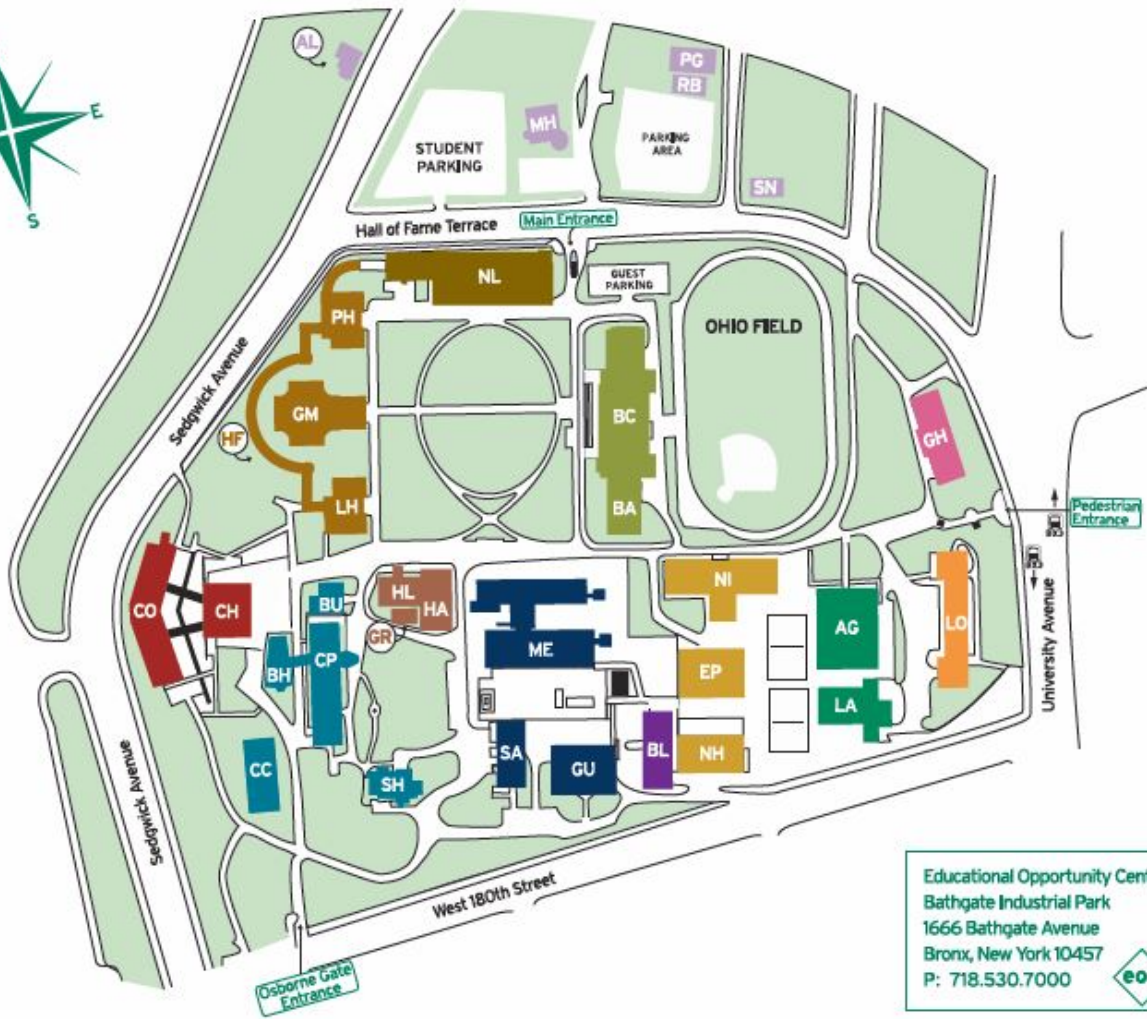 AL
PG
RB
MH
E
STUDENT
PARKING
PARKING
AREA
SN
S
Hall of Fame Terrace
Main Entrance
NL
GUEST
PARKING
PH
OHIO FIELD
Sedgwick Avenue
GM
BC
HF
GH
LH
BA
Pedestrian
Entrance
NI
CO
CH
BU
HL
HA
AG
LO
GR
ME
CP
BH
EP
University Avenue
LA
SA
BL
NH
CC
SH
GU
Sedgwick Avenue
West 180th Street
Osborne Gate
Entrance
Educational Opportunity Cent
Bathgate Industrial Park
1666 Bathgate Avenue
Bronx, New York 10457
P: 718.530.7000
eo